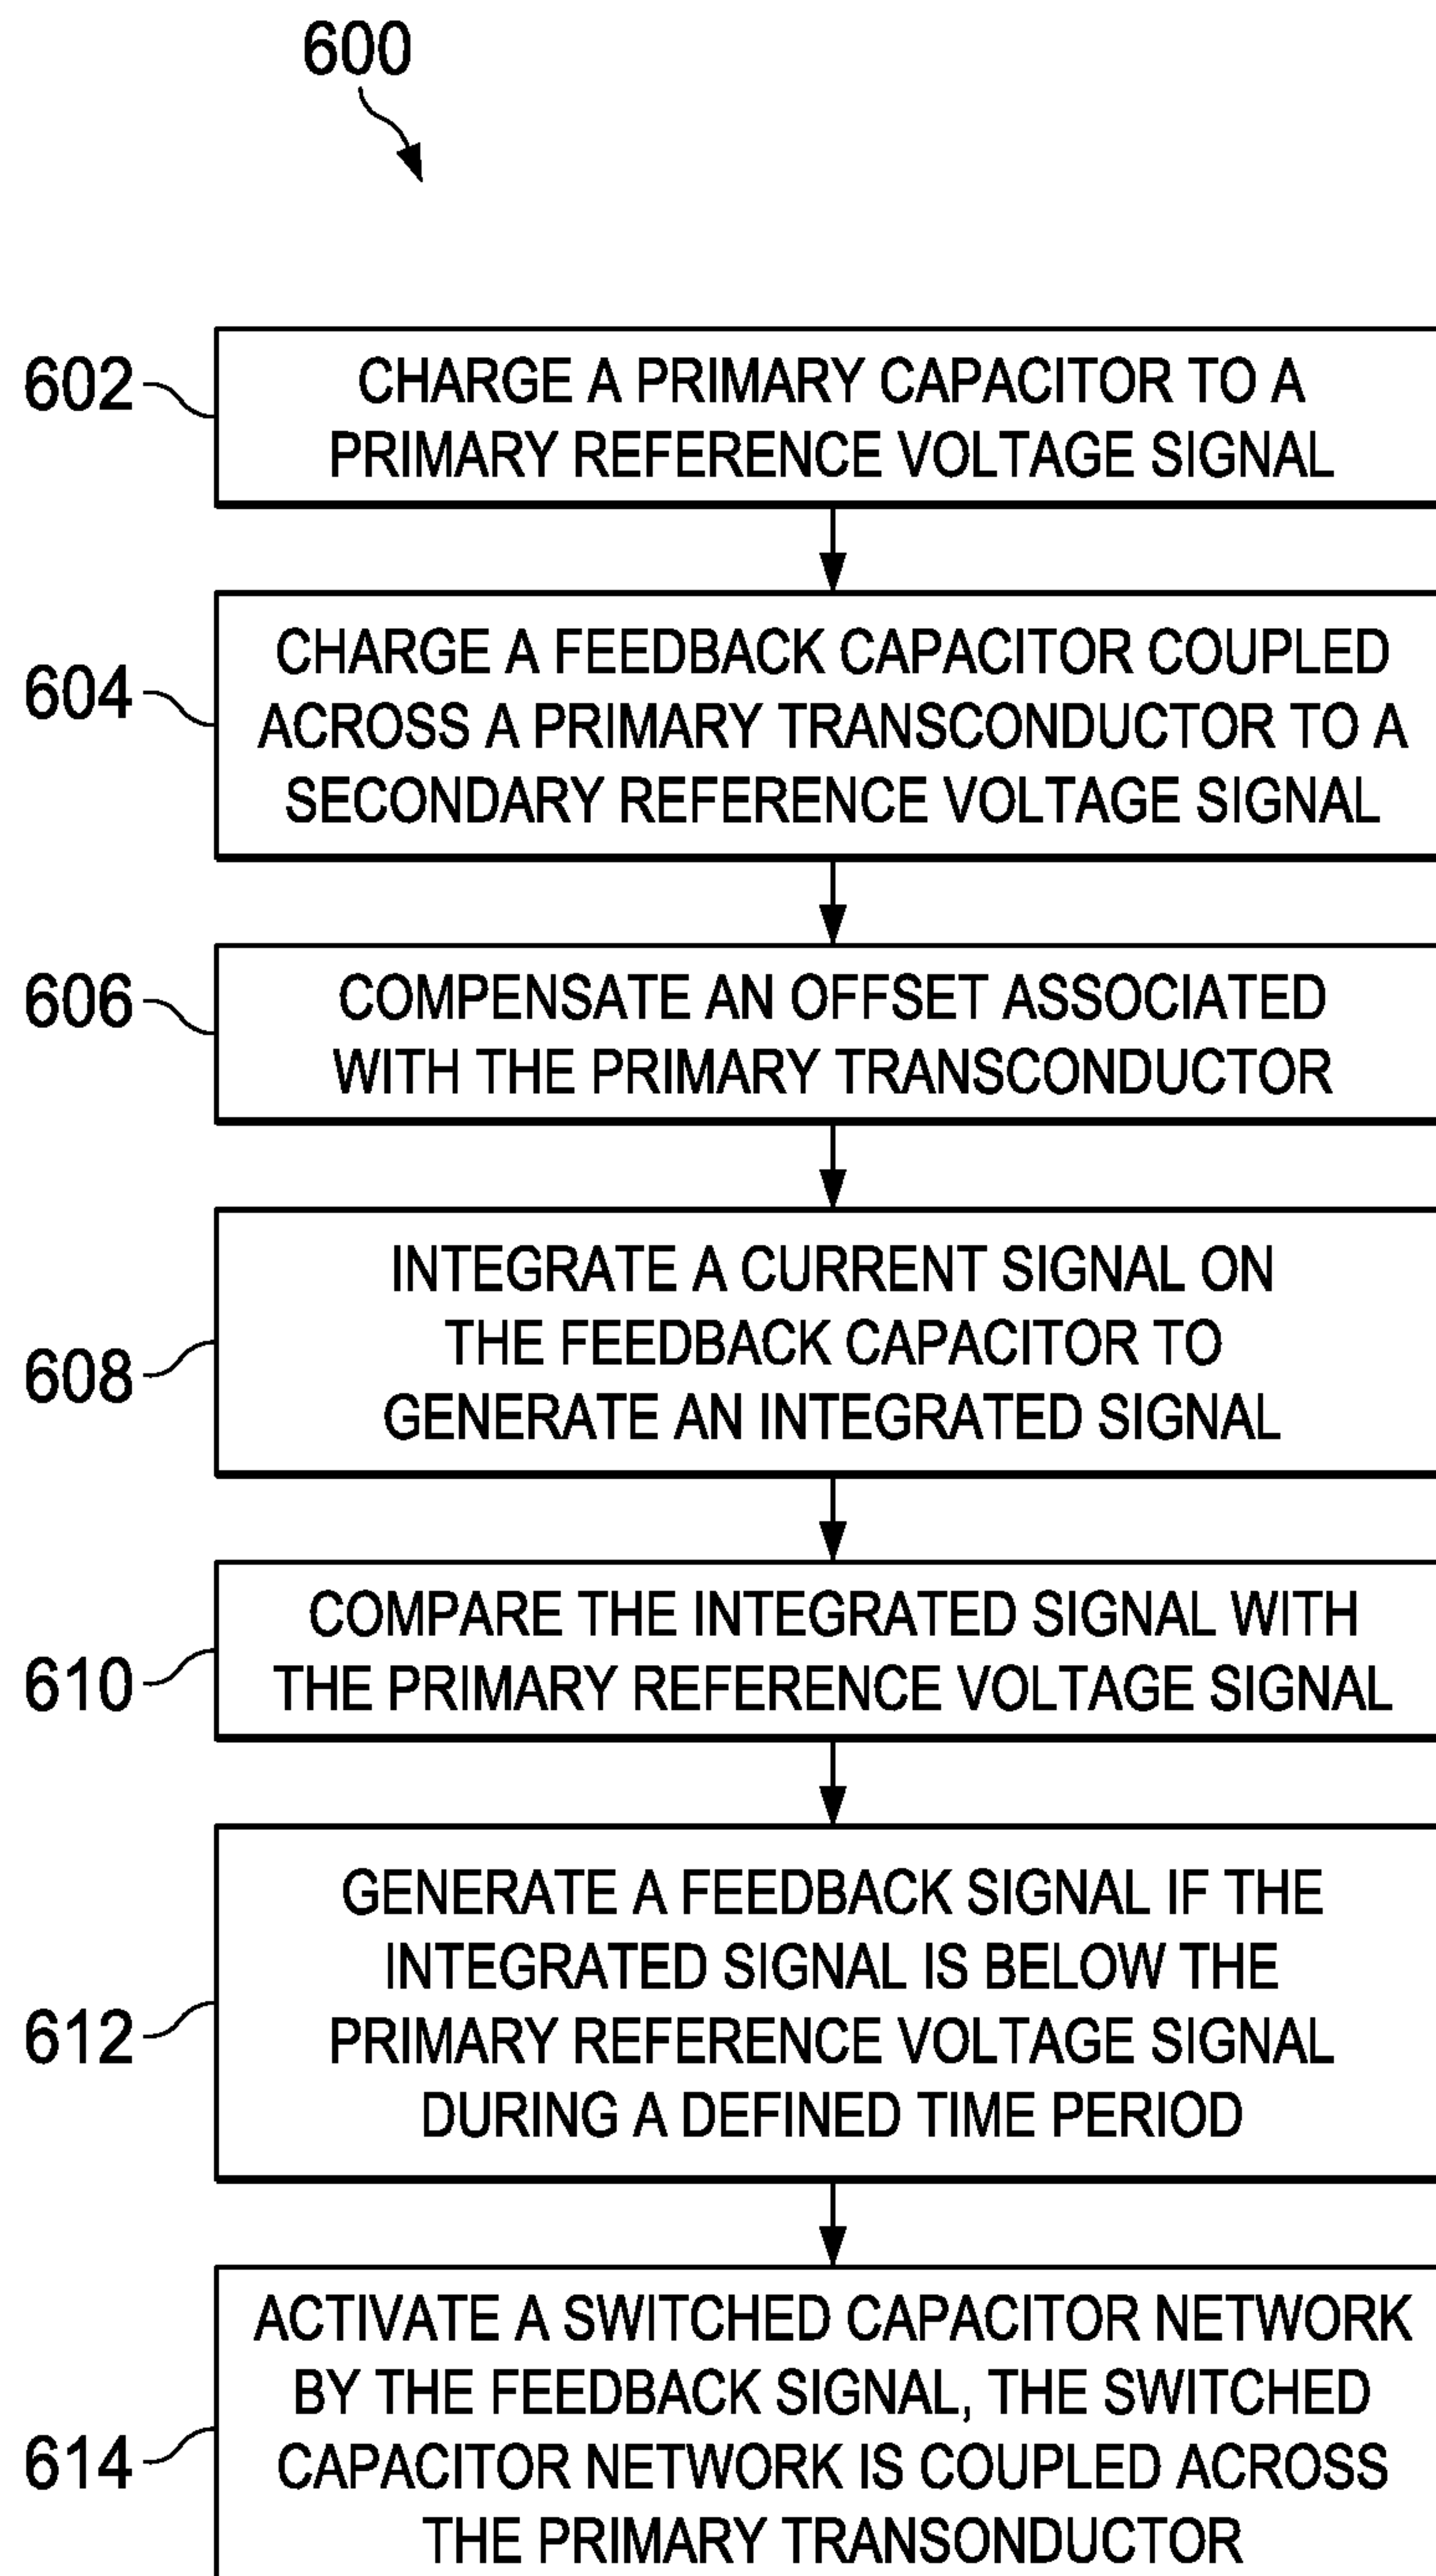 600
602
CHARGE A PRIMARY CAPACITOR TO A
PRIMARY REFERENCE VOLTAGE SIGNAL
604
CHARGE A FEEDBACK CAPACITOR COUPLED
ACROSS A PRIMARY TRANSCONDUCTOR TO A
SECONDARY REFERENCE VOLTAGE SIGNAL
606
COMPENSATE AN OFFSET ASSOCIATED
WITH THE PRIMARY TRANSCONDUCTOR
608
INTEGRATE A CURRENT SIGNAL ON
THE FEEDBACK CAPACITOR TO
GENERATE AN INTEGRATED SIGNAL
610
COMPARE THE INTEGRATED SIGNAL WITH
THE PRIMARY REFERENCE VOLTAGE SIGNAL
612
GENERATE A FEEDBACK SIGNAL IF THE
INTEGRATED SIGNAL IS BELOW THE
PRIMARY REFERENCE VOLTAGE SIGNAL
DURING A DEFINED TIME PERIOD
614
ACTIVATE A SWITCHED CAPACITOR NETWORK
BY THE FEEDBACK SIGNAL, THE SWITCHED
CAPACITOR NETWORK IS COUPLED ACROSS
THE PRIMARY TRANSONDUCTOR